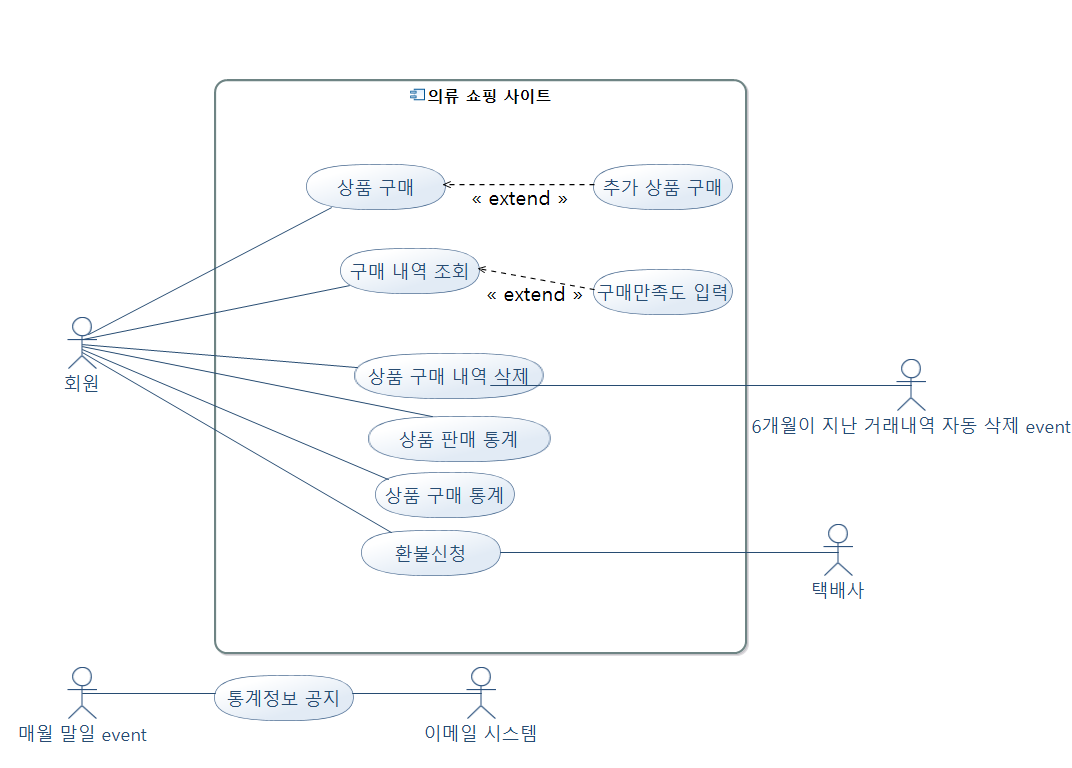 의류 쇼핑 사이트
상품 구매
« extend »
추가 상품 구매
구매 내역 조회
« extend »
구매만족도 입력
회원
상품 구매 내역 삭제
6개월이 지난 거래내역 자동 삭제 event
상품 판매 통계
상품 구매 통계
환불신청
택배사
매월 말일 event
통계정보 공지
이메일 시스템